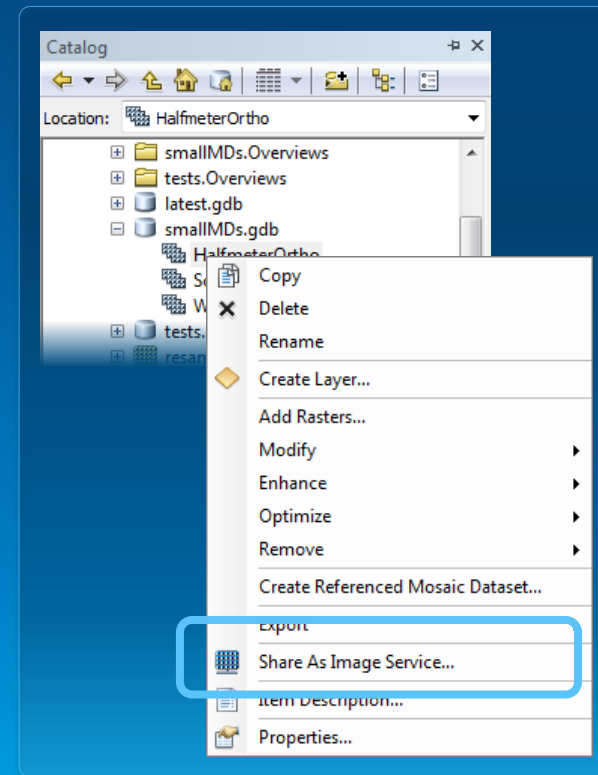 Catalog
Location: HalfmeterOrtho
smallMDs.Overviews
tests.Overviews
latest.gdb
smallMDs.gdb
HalfmeterOrtho
Copy
Delete
Rename
Create Layer...
Add Rasters...
Modify
Enhance
Optimize
Remove
Create Referenced Mosaic Dataset...
Export
Share As Image Service...
Item Description...
Properties...